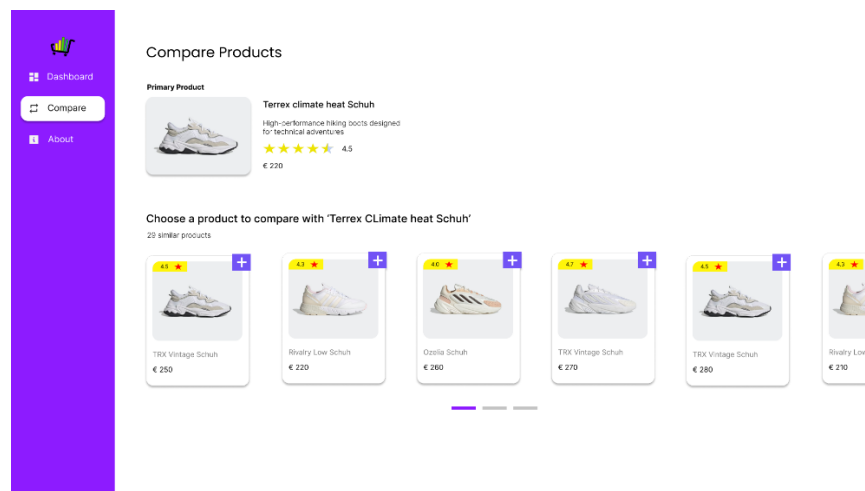 Compare Products
Dashboard
Compare
About
Primary Product
Terrex climate heat Schuh
High-performance hiking boots designed
for technical adventures
4.5
€ 220
Choose a product to compare with ‘Terrex CLimate heat Schuh’
29 similar products
4.5
TRX Vintage Schuh
€ 250
4.3
Rivalry Low Schuh
€ 220
4.0
Ozelia Schuh
€ 260
4.7
TRX Vintage Schuh
€ 270
4.5
TRX Vintage Schuh
€ 280
4.3
Rivalry Low
€ 210